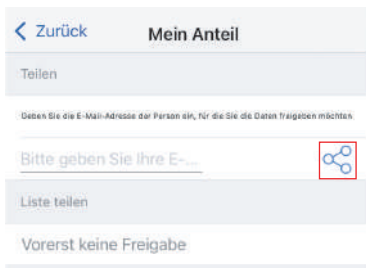 Zurück Mein Anteil
Teilen
Geben Sie die E-Mail-Adresse der Person ein, für die Sie die Daten freigeben möchten
Bitte geben Sie Ihre E-...
Liste teilen
Vorerst keine Freigabe